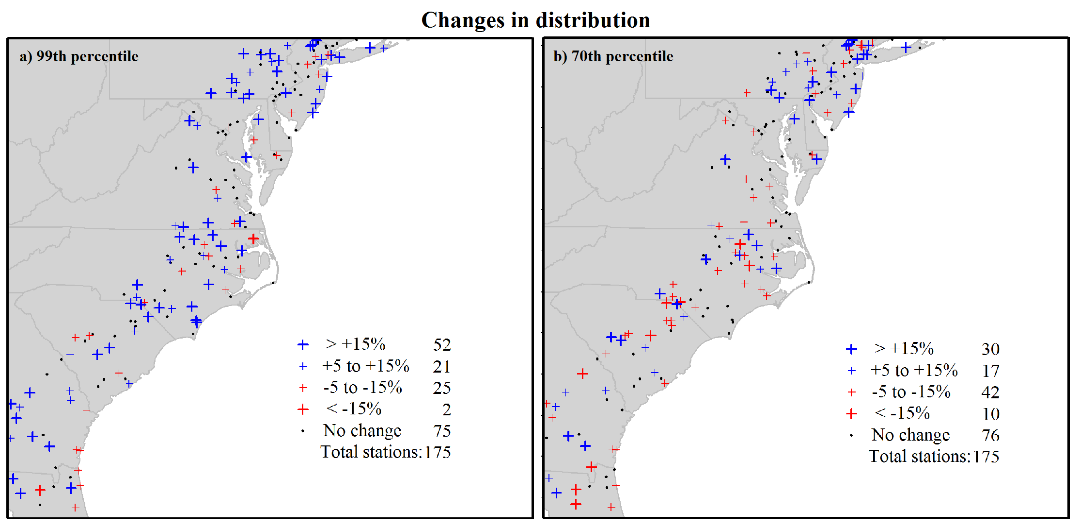 Changes in distribution
a) 99th percentile
> +15% 52
+5 to +15% 21
-5 to -15% 25
< -15% 2
No change 75
Total stations:175
b) 70th percentile
> +15% 30
+5 to +15% 17
-5 to -15% 42
< -15% 10
No change 76
Total stations:175